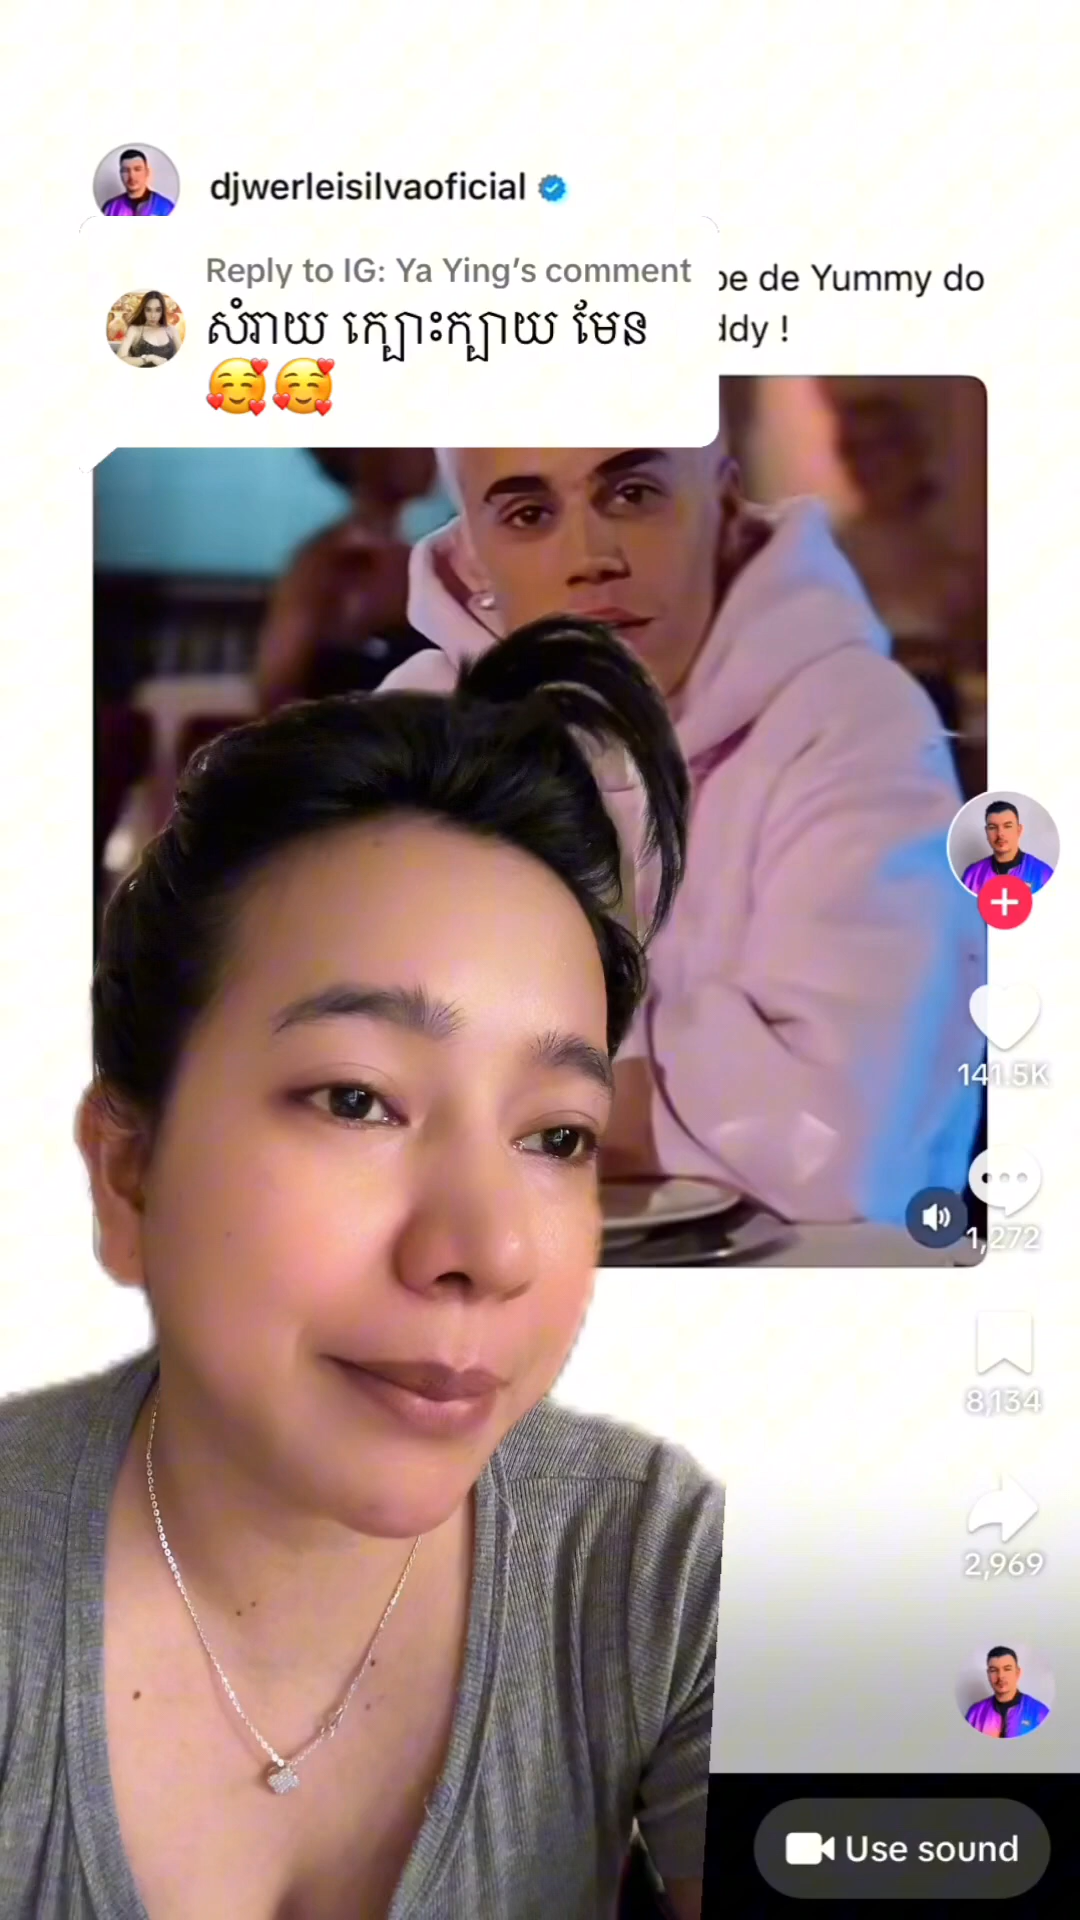 djwerleisilvaoficial
Reply to IG: Ya Ying's comment
សំរាយ ក្បោះក្បាយ មែន
🥰🥰
de Yummy do
!
141.5K
1,272
8,134
2,969
Use sound